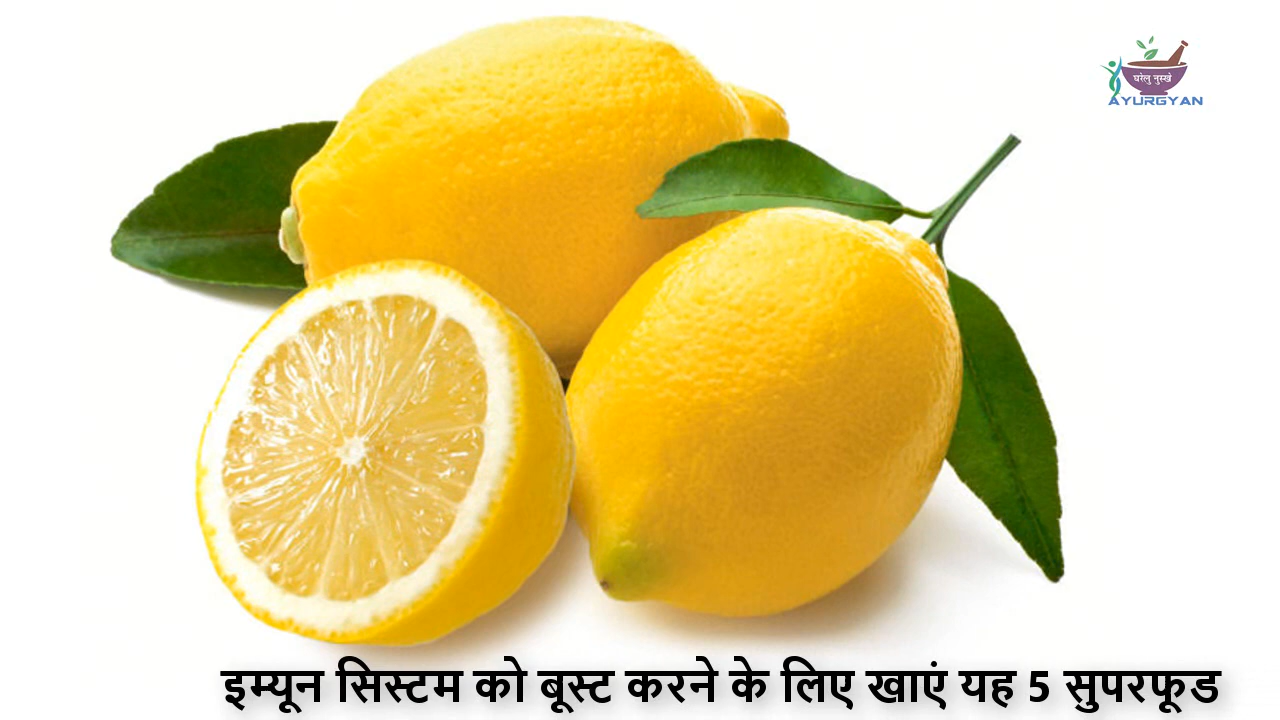 घरेलु नुस्खे
AYURGYAN
इम्यून सिस्टम को बूस्ट करने के लिए खाएं यह 5 सुपरफूड